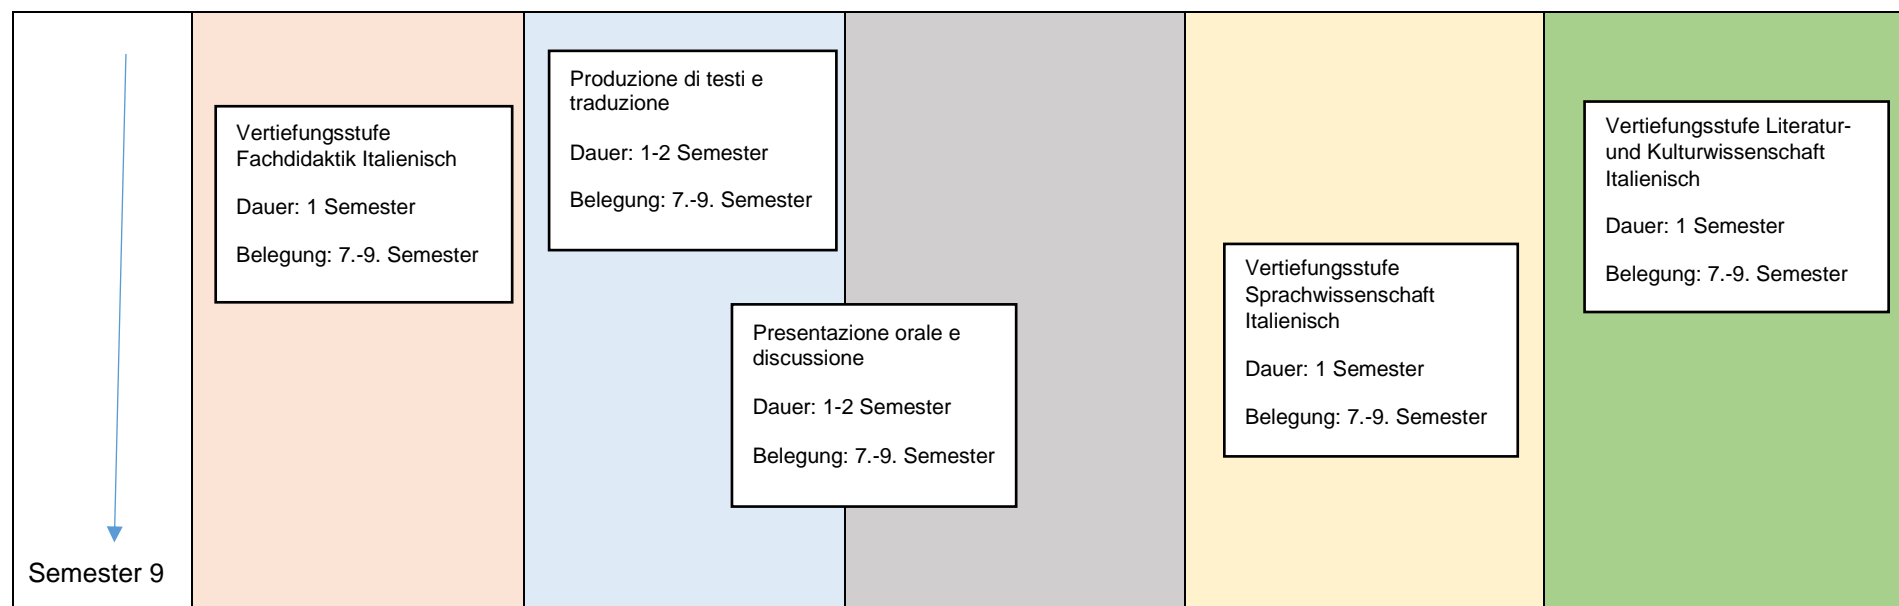 Vertiefungsstufe
Fachdidaktik Italienisch
Dauer: 1 Semester
Belegung: 7.-9. Semester
Produzione di testi e
traduzione
Dauer: 1-2 Semester
Belegung: 7.-9. Semester
Presentazione orale e
discussione
Dauer: 1-2 Semester
Belegung: 7.-9. Semester
Vertiefungsstufe
Sprachwissenschaft
Italienisch
Dauer: 1 Semester
Belegung: 7.-9. Semester
Vertiefungsstufe Literatur-
und Kulturwissenschaft
Italienisch
Dauer: 1 Semester
Belegung: 7.-9. Semester
Semester 9